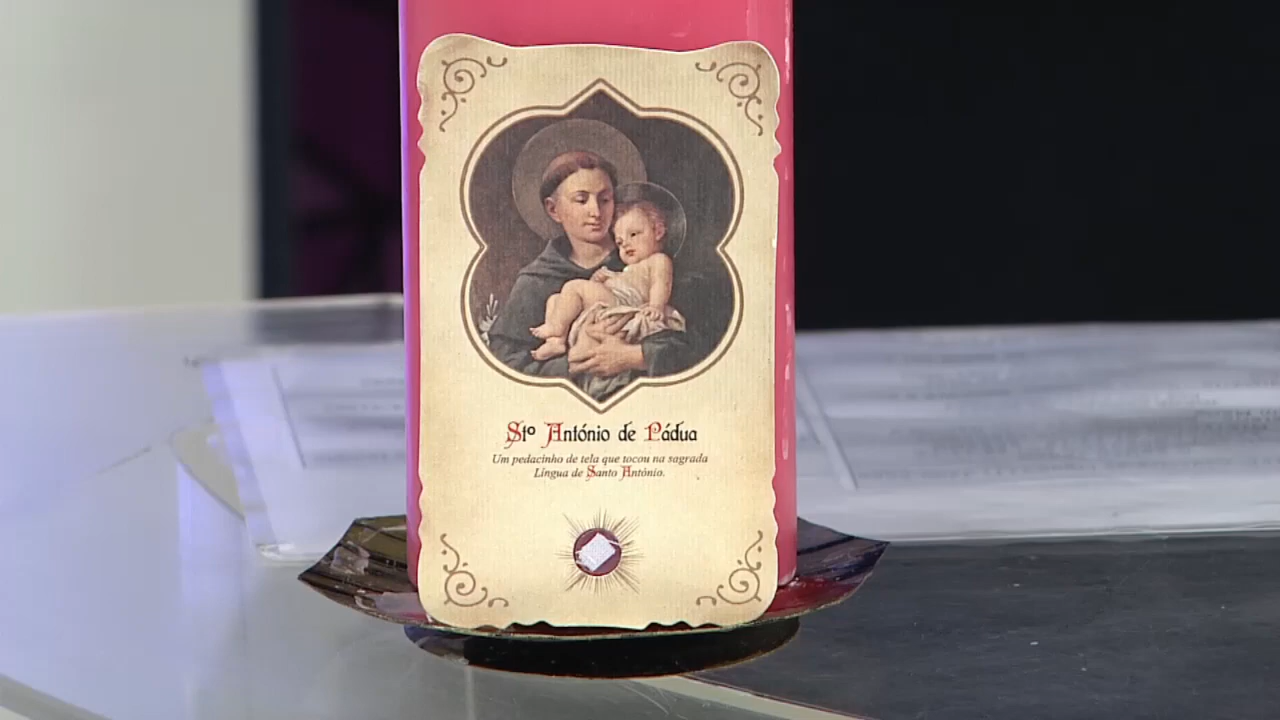 Stº António de Pádua
Um pedacinho de tela que tocou na sagrada
Língua de Santo António.